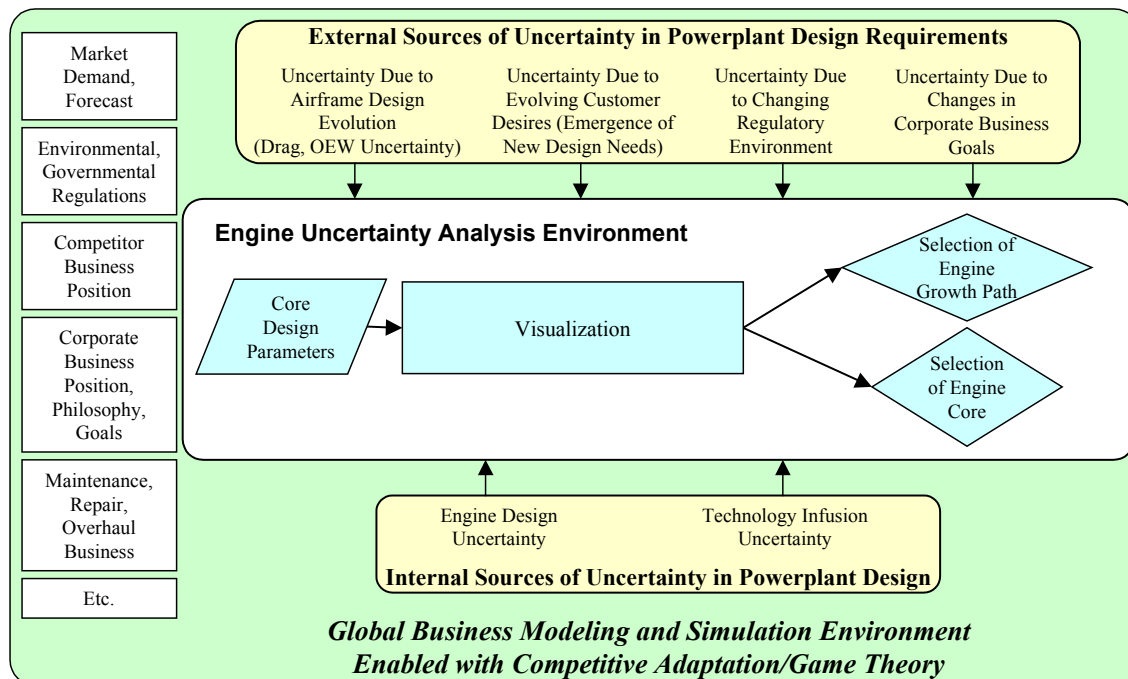 Market
Demand,
Forecast
Environmental,
Governmental
Regulations
Competitor
Business
Position
Corporate
Business
Position,
Philosophy,
Goals
Maintenance,
Repair,
Overhaul
Business
Etc.
External Sources of Uncertainty in Powerplant Design Requirements
Uncertainty Due to
Airframe Design
Evolution
(Drag, OEW Uncertainty)
Uncertainty Due to
Evolving Customer
Desires (Emergence of
New Design Needs)
Uncertainty Due
to Changing
Regulatory
Environment
Uncertainty Due to
Changes in
Corporate Business
Goals
Engine Uncertainty Analysis Environment
Core
Design
Parameters
Visualization
Selection of
Engine
Growth Path
Selection
of Engine
Core
Engine Design
Uncertainty
Technology Infusion
Uncertainty
Internal Sources of Uncertainty in Powerplant Design
Global Business Modeling and Simulation Environment
Enabled with Competitive Adaptation/Game Theory